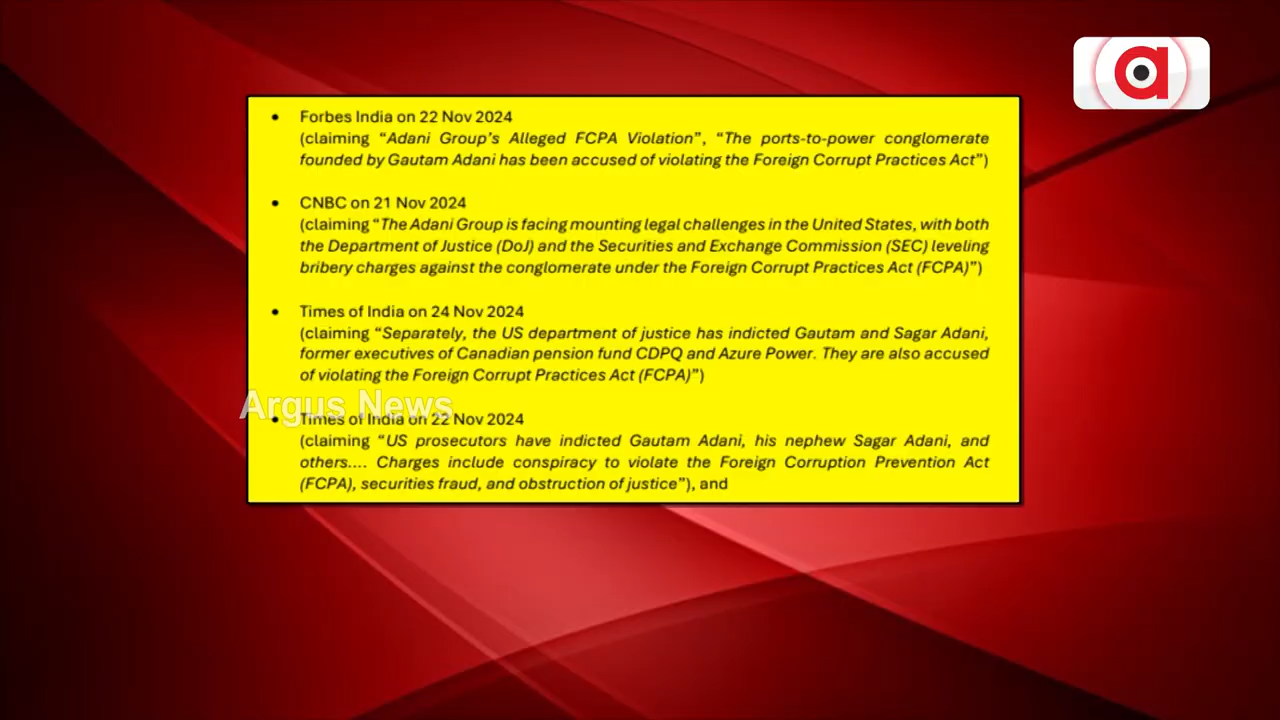 • Forbes India on 22 Nov 2024
(claiming “Adani Group’s Alleged FCPA Violation”, “The ports-to-power conglomerate
founded by Gautam Adani has been accused of violating the Foreign Corrupt Practices Act”)
• CNBC on 21 Nov 2024
(claiming “The Adani Group is facing mounting legal challenges in the United States, with both
the Department of Justice (DoJ) and the Securities and Exchange Commission (SEC) leveling
bribery charges against the conglomerate under the Foreign Corrupt Practices Act (FCPA)”)
• Times of India on 24 Nov 2024
(claiming “Separately, the US department of justice has indicted Gautam and Sagar Adani,
former executives of Canadian pension fund CDPQ and Azure Power. They are also accused
of violating the Foreign Corrupt Practices Act (FCPA)”)
Argus News
• Times of India on 22 Nov 2024
(claiming “US prosecutors have indicted Gautam Adani, his nephew Sagar Adani, and
others.... Charges include conspiracy to violate the Foreign Corruption Prevention Act
(FCPA), securities fraud, and obstruction of justice”), and
a